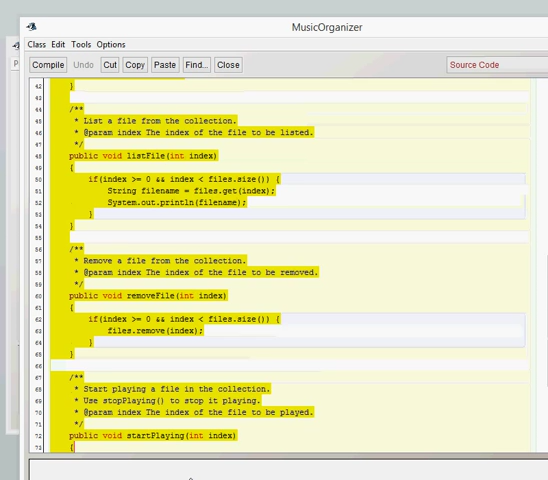 MusicOrganizer
Class Edit Tools Options
Compile Undo Cut Copy Paste Find... Close Source Code
42 }
43
44 /**
45 * List a file from the collection.
46 * @param index The index of the file to be listed.
47 */
48 public void listFile(int index)
49 {
50 if(index >= 0 && index < files.size()) {
51 String filename = files.get(index);
52 System.out.println(filename);
53 }
54 }
55
56 /**
57 * Remove a file from the collection.
58 * @param index The index of the file to be removed.
59 */
60 public void removeFile(int index)
61 {
62 if(index >= 0 && index < files.size()) {
63 files.remove(index);
64 }
65 }
66
67 /**
68 * Start playing a file in the collection.
69 * Use stopPlaying() to stop it playing.
70 * @param index The index of the file to be played.
71 */
72 public void startPlaying(int index)
73 {